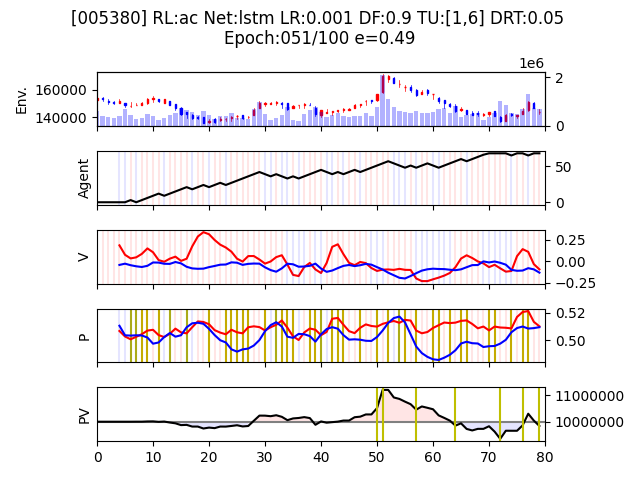 [005380] RL:ac Net:lstm LR:0.001 DF:0.9 TU:[1,6] DRT:0.05
Epoch:051/100 e=0.49
1e6
Env.
160000
140000
2
0
Agent
50
0
V
0.25
0.00
−0.25
P
0.52
0.50
PV
11000000
10000000
0 10 20 30 40 50 60 70 80